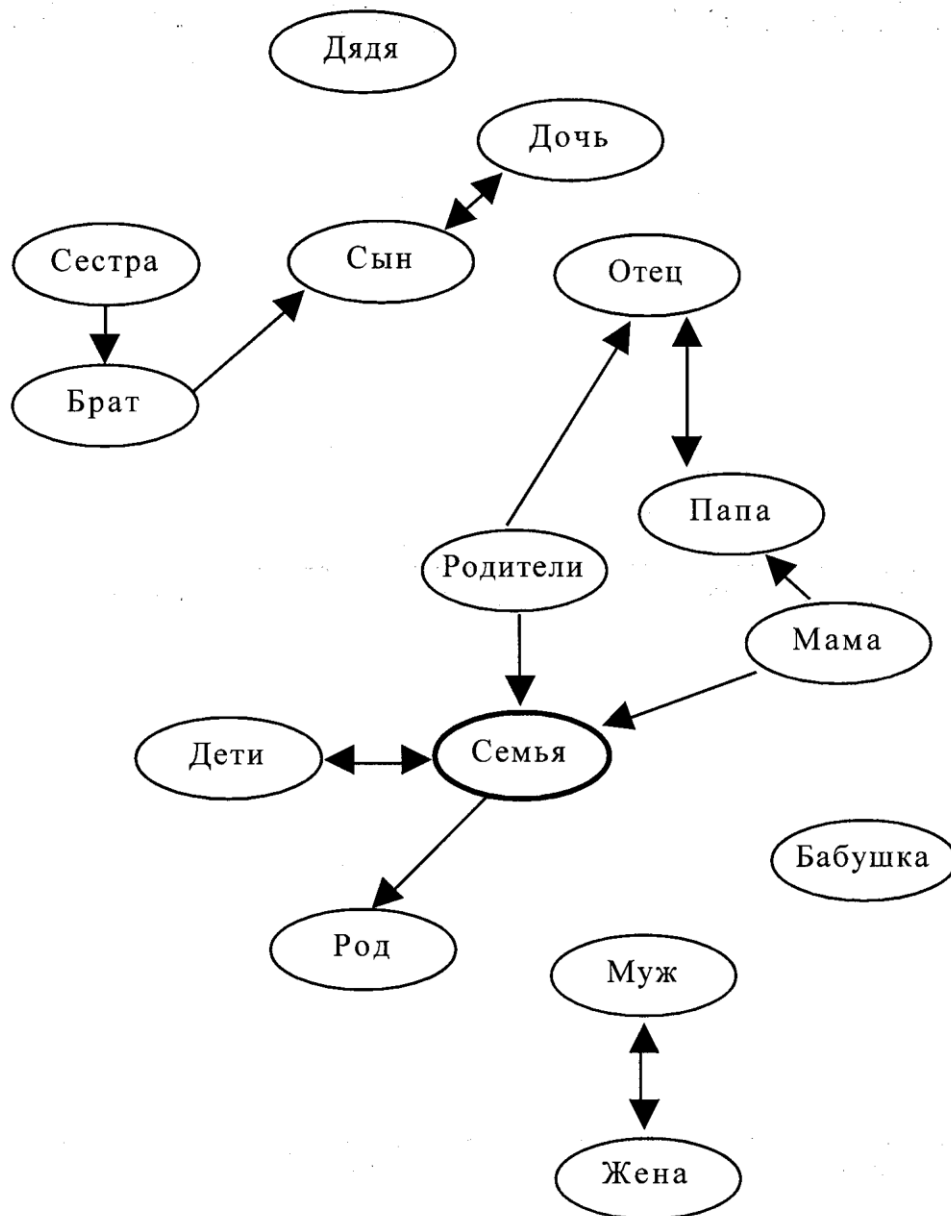 Дядя
Дочь
Сестра
Сын
Отец
Брат
Папа
Родители
Мама
Дети
Семья
Бабушка
Род
Муж
Жена